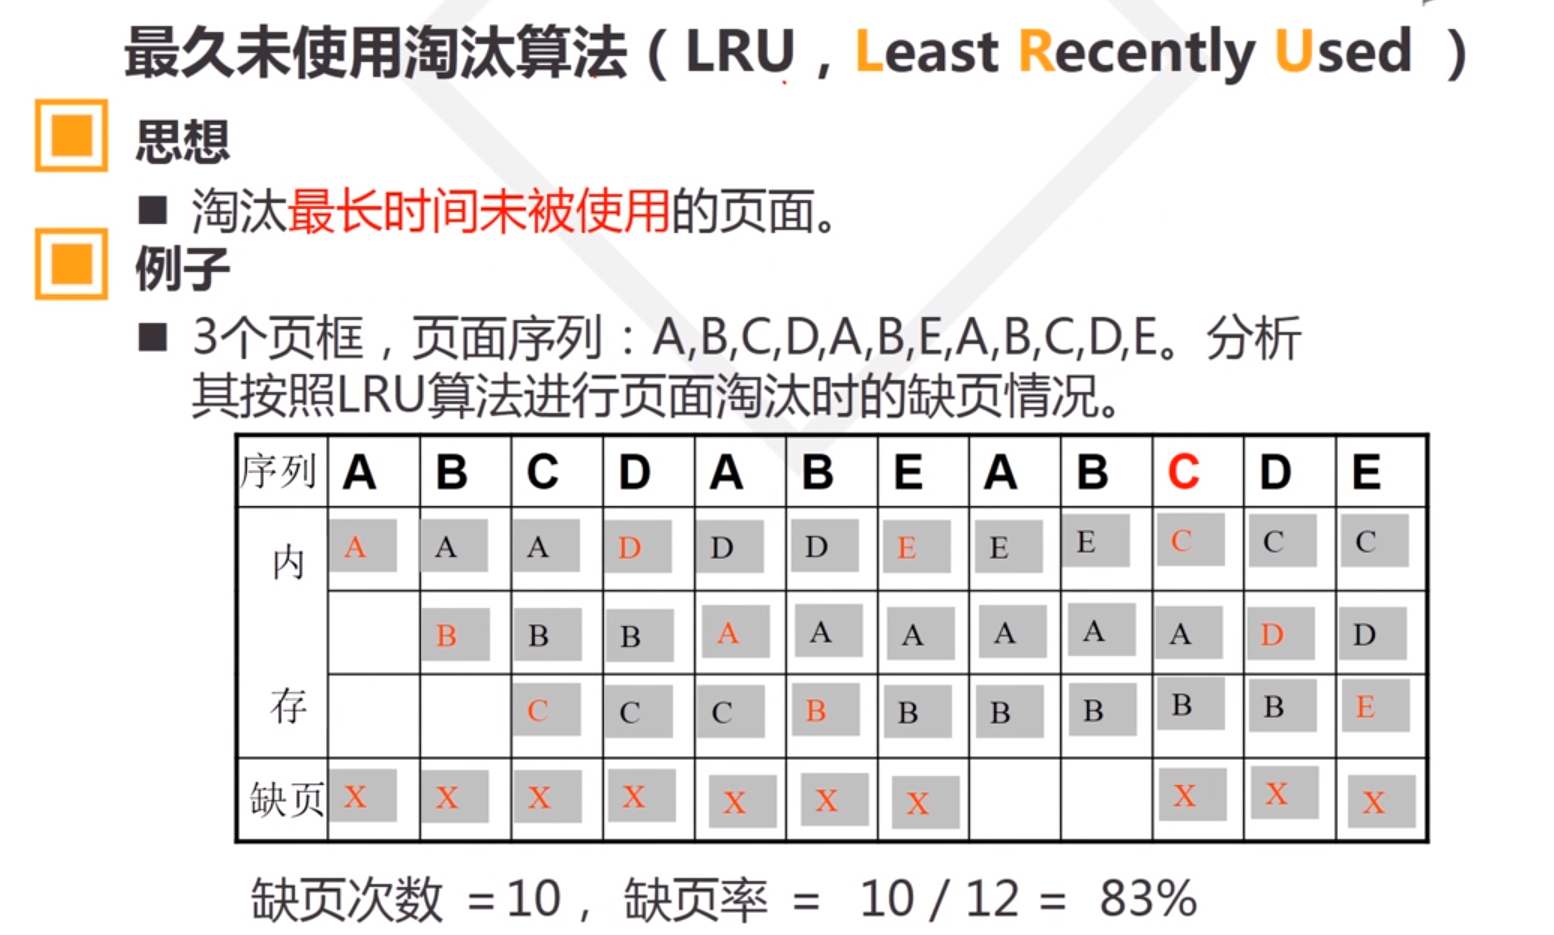 最久未使用淘汰算法（LRU，Least Recently Used ）
思想
■ 淘汰最长时间未被使用的页面。
例子
■ 3个页框，页面序列：A,B,C,D,A,B,E,A,B,C,D,E。分析
其按照LRU算法进行页面淘汰时的缺页情况。
序列 A B C D A B E A B C D E
内 A A A D D D E E E C C C
B B B A A A A A A D D
存 C C C B B B B B B E
缺页 X X X X X X X X X X
缺页次数 =10， 缺页率 = 10 / 12 = 83%